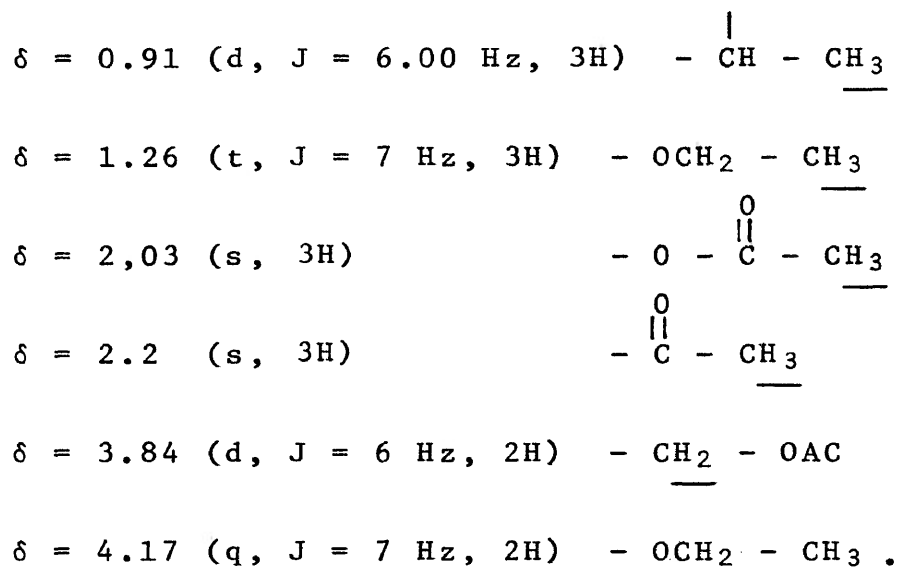 δ = 0.91 (d, J = 6.00 Hz, 3H) - CH - CH3
δ = 1.26 (t, J = 7 Hz, 3H) - OCH2 - CH3
O
δ = 2,03 (s, 3H) - O - C - CH3
O
δ = 2.2 (s, 3H) - C - CH3
δ = 3.84 (d, J = 6 Hz, 2H) - CH2 - OAC
δ = 4.17 (q, J = 7 Hz, 2H) - OCH2 - CH3 .